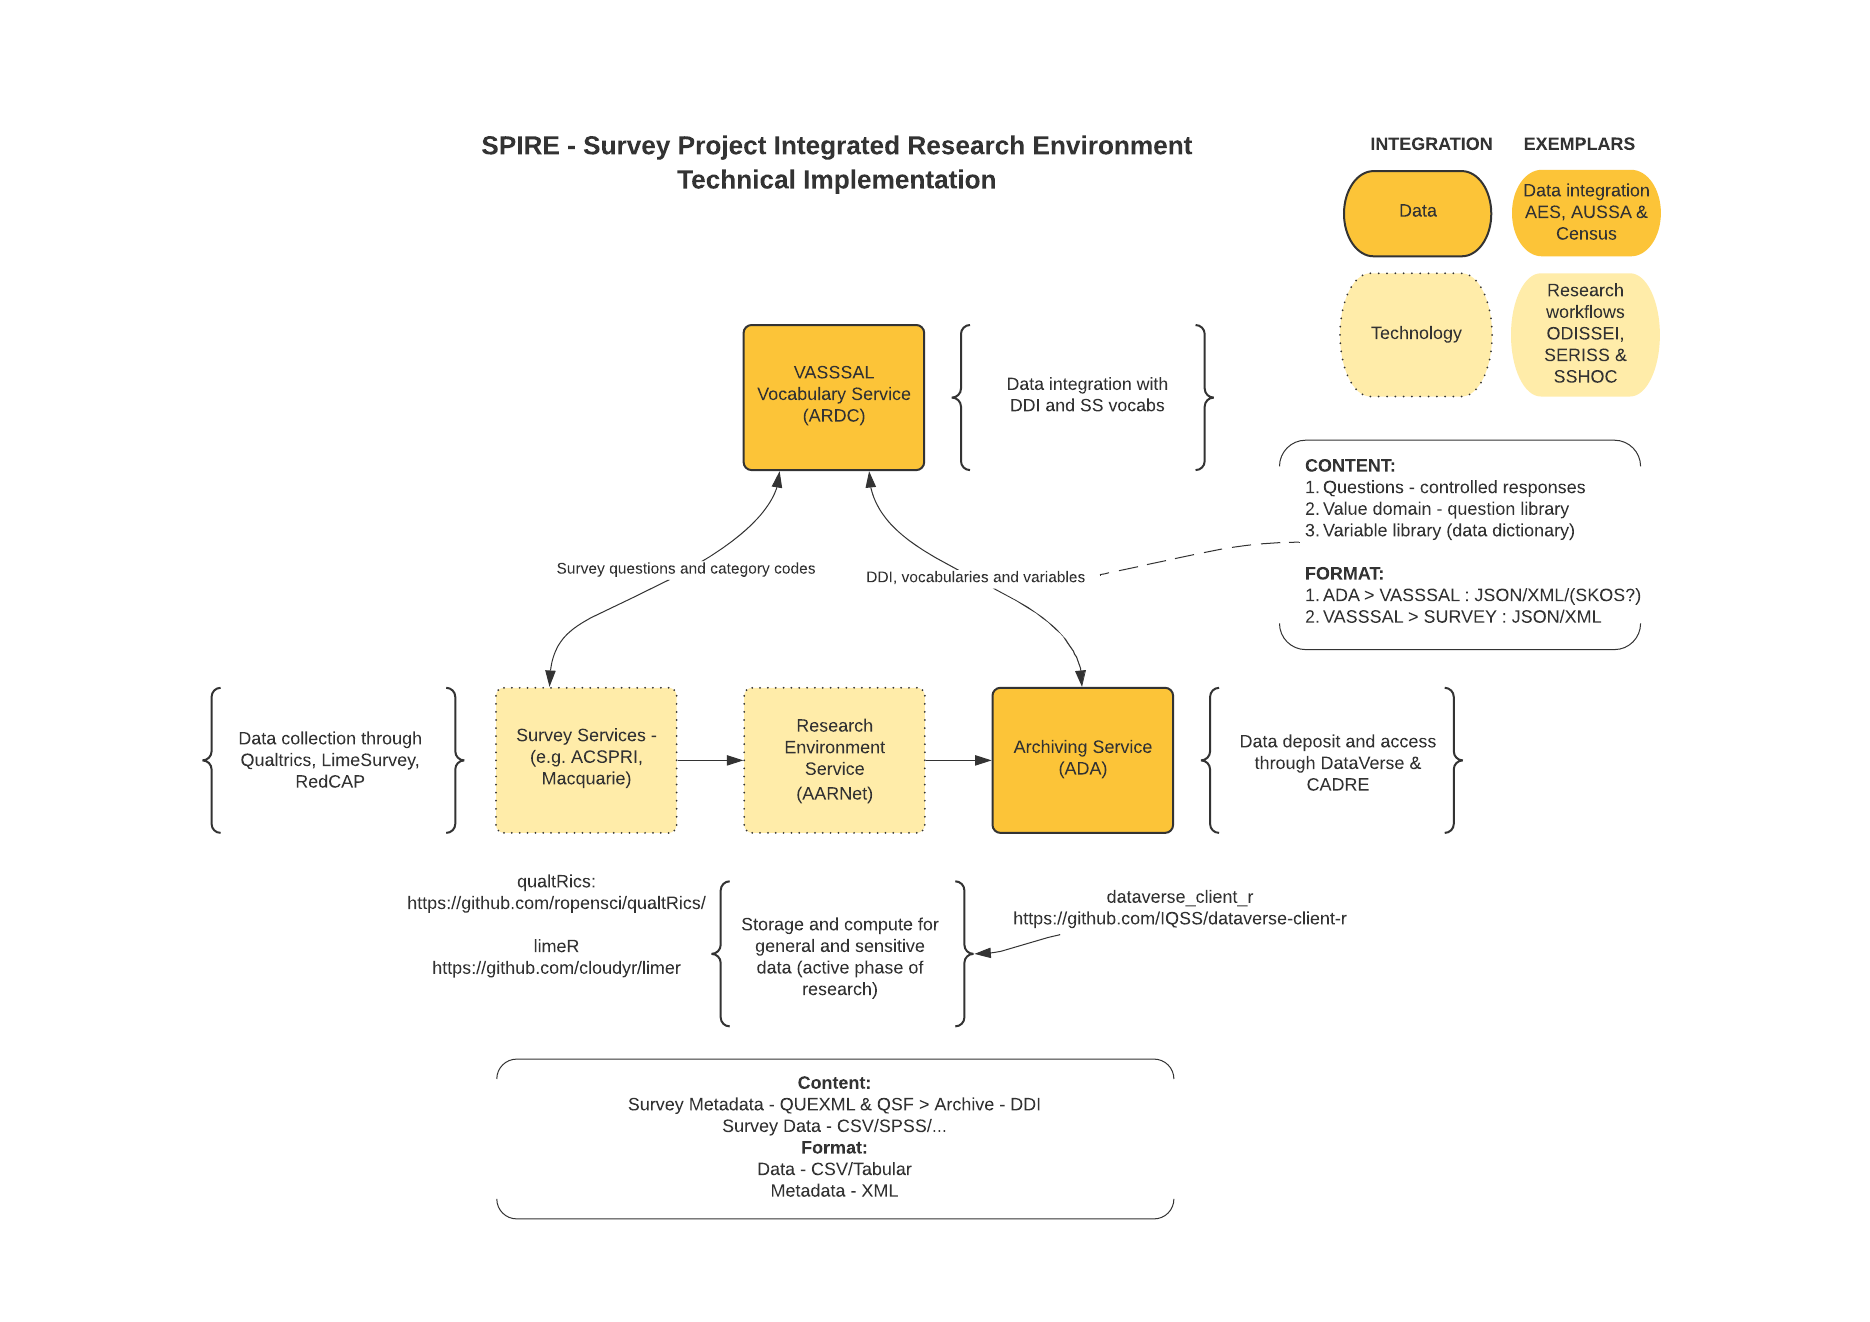 SPIRE - Survey Project Integrated Research Environment
Technical Implementation
INTEGRATION
EXEMPLARS
Data
Data integration
AES, AUSSA &
Census
Technology
Research
workflows
ODISSEI,
SERISS &
SSHOC
VASSSAL
Vocabulary Service
(ARDC)
Data integration with
DDI and SS vocabs
CONTENT:
1. Questions - controlled responses
2. Value domain - question library
3. Variable library (data dictionary)
FORMAT:
1. ADA > VASSSAL : JSON/XML/(SKOS?)
2. VASSSAL > SURVEY : JSON/XML
Survey questions and category codes
DDI, vocabularies and variables
Data collection through
Qualtrics, LimeSurvey,
RedCAP
Survey Services -
(e.g. ACSPRI,
Macquarie)
Research
Environment
Service
(AARNet)
Archiving Service
(ADA)
Data deposit and access
through DataVerse &
CADRE
qualtRics:
https://github.com/ropensci/qualtRics/
limeR
https://github.com/cloudyr/limer
Storage and compute for
general and sensitive
data (active phase of
research)
dataverse_client_r
https://github.com/IQSS/dataverse-client-r
Content:
Survey Metadata - QUEXML & QSF > Archive - DDI
Survey Data - CSV/SPSS/...
Format:
Data - CSV/Tabular
Metadata - XML